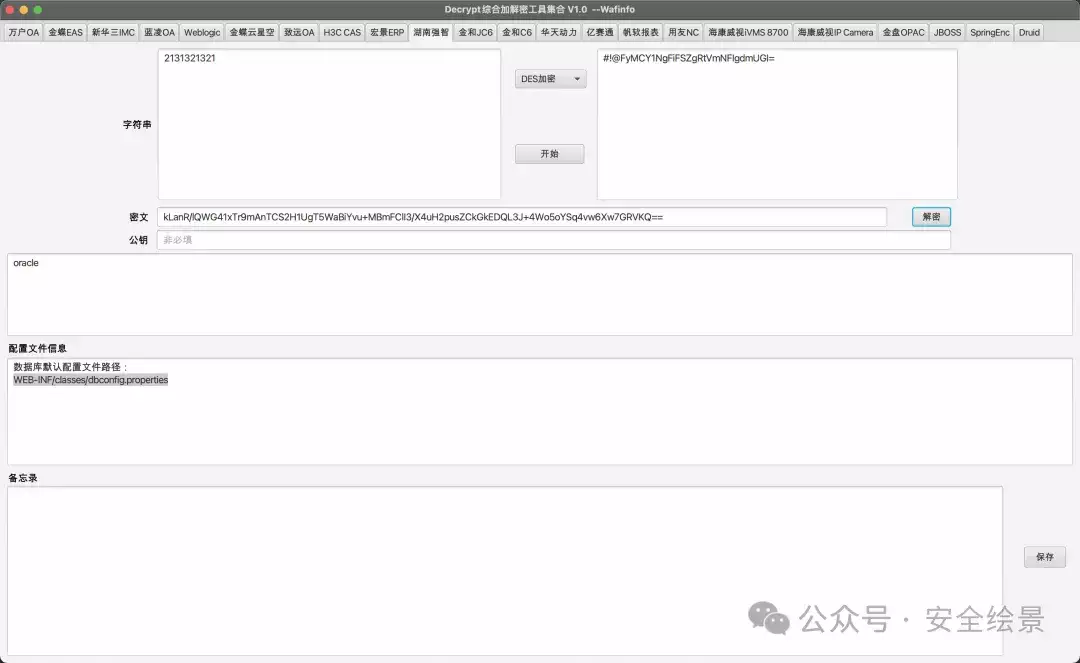 Decrypt综合加解密工具集合 V1.0 --Wafinfo
万户OA 金蝶EAS 新华三IMC 蓝凌OA Weblogic 金蝶云星空 致远OA H3C CAS 宏景ERP 湖南强智 金和JC6 金和C6 华天动力 亿赛通 帆软报表 用友NC 海康威视iVMS 8700 海康威视IP Camera 金盘OPAC JBOSS SpringEnc Druid
字符串
2131321321
DES加密
开始
#!@FyMCY1NgFiFSZgRtVmNFIgdmUGI=
密文
kLanR/lQWG41xTr9mAnTCS2H1UgT5WaBiYvu+MBmFCIl3/X4uH2pusZCkGkEDQL3J+4Wo5oYSq4vw6Xw7GRVKQ==
解密
公钥
非必填
oracle
配置文件信息
数据库默认配置文件路径：
WEB-INF/classes/dbconfig.properties
备忘录
保存
公众号 · 安全绘景